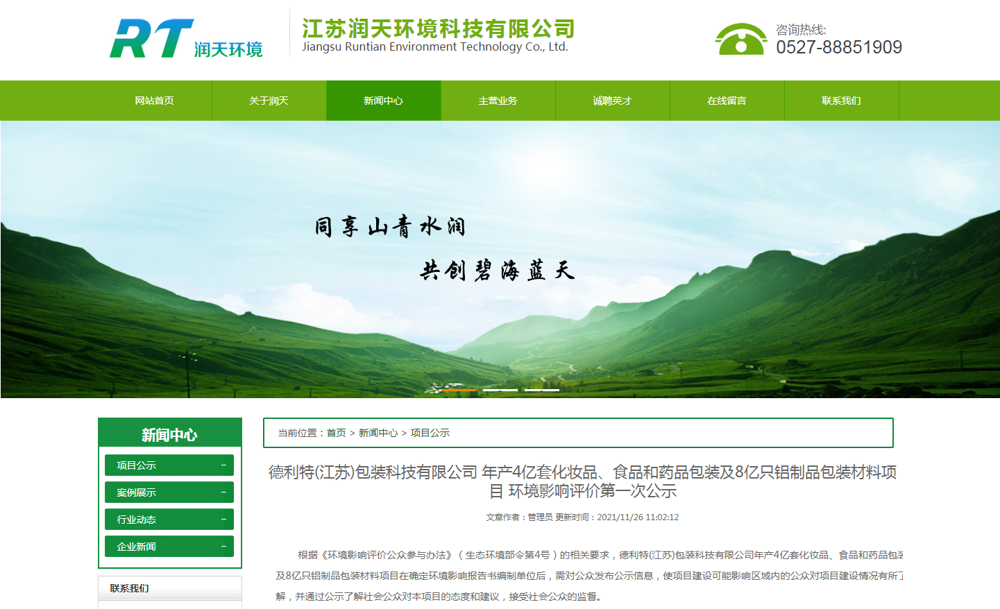 RT 润天环境
江苏润天环境科技有限公司
Jiangsu Runtian Environment Technology Co., Ltd.
咨询热线:
0527-88851909
网站首页 关于润天 新闻中心 主营业务 诚聘英才 在线留言 联系我们
同享山青水润
共创碧海蓝天
新闻中心
项目公示
案例展示
行业动态
企业新闻
联系我们
当前位置：首页 > 新闻中心 > 项目公示
德利特(江苏)包装科技有限公司 年产4亿套化妆品、食品和药品包装及8亿只铝制品包装材料项
目 环境影响评价第一次公示
文章作者：管理员 更新时间：2021/11/26 11:02:12
根据《环境影响评价公众参与办法》（生态环境部令第4号）的相关要求，德利特(江苏)包装科技有限公司年产4亿套化妆品、食品和药品包装
及8亿只铝制品包装材料项目在确定环境影响报告书编制单位后，需对公众发布公示信息，使项目建设可能影响区域内的公众对项目建设情况有所了
解，并通过公示了解社会公众对本项目的态度和建议，接受社会公众的监督。